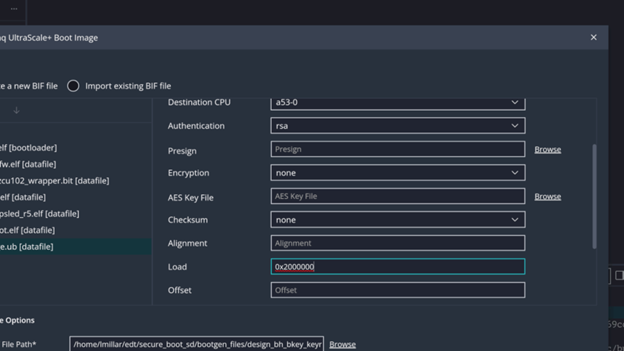 ...
q UltraScale+ Boot Image
e a new BIF file Import existing BIF file
Destination CPU a53-0
Authentication rsa
Presign Presign Browse
Encryption none
AES Key File AES Key File Browse
Checksum none
Alignment Alignment
Load 0x2000000
Offset Offset
elf [bootloader]
fw.elf [datafile]
zcu102_wrapper.bit [datafile]
.elf [datafile]
psled_r5.elf [datafile]
ot.elf [datafile]
e.ub [datafile]
e Options
File Path* /home/lmillar/edt/secure_boot_sd/bootgen_files/design_bh_bkey_keyr Browse